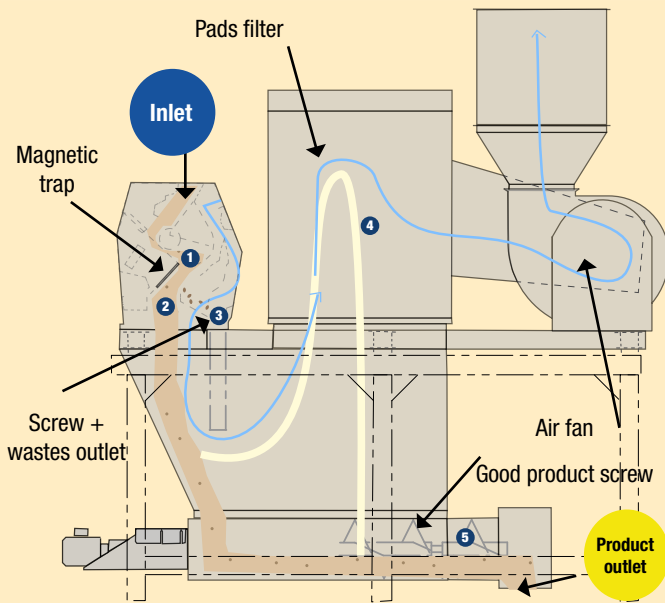 Pads filter
Inlet
Magnetic
trap
1
2
3
4
Screw +
wastes outlet
Air fan
Good product screw
5
Product
outlet